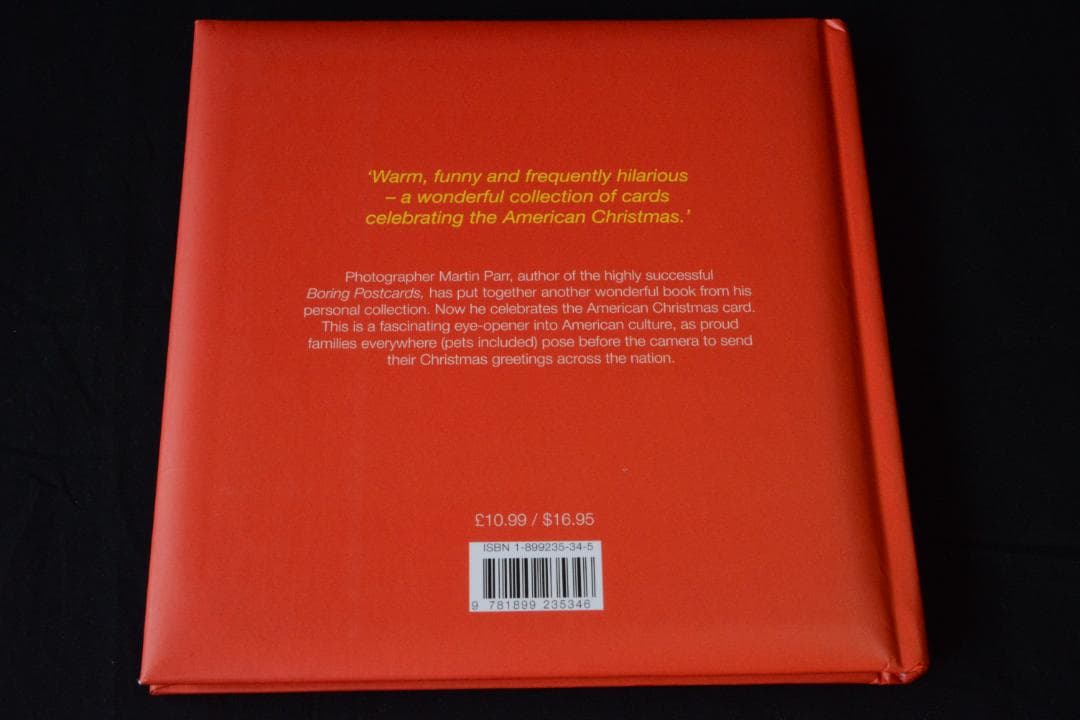 ‘Warm, funny and frequently hilarious
– a wonderful collection of cards
celebrating the American Christmas.’
Photographer Martin Parr, author of the highly successful
Boring Postcards, has put together another wonderful book from his
personal collection. Now he celebrates the American Christmas card.
This is a fascinating eye-opener into American culture, as proud
families everywhere (pets included) pose before the camera to send
their Christmas greetings across the nation.
£10.99 / $16.95
ISBN 1-899235-34-5
9 781899 235346